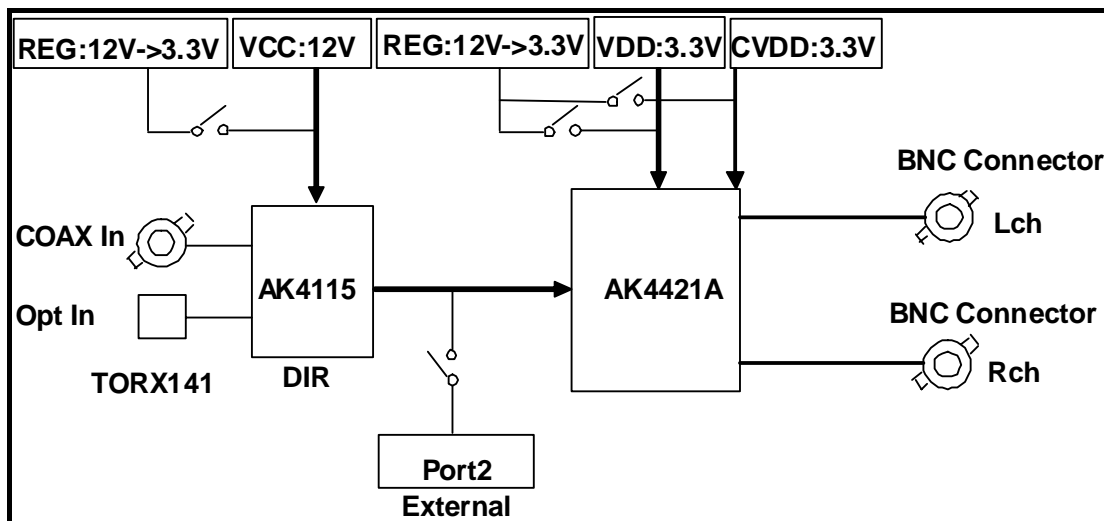 REG:12V->3.3V
VCC:12V
REG:12V->3.3V
VDD:3.3V
CVDD:3.3V
BNC Connector
Lch
COAX In
AK4115
AK4421A
Opt In
BNC Connector
Rch
TORX141
DIR
Port2
External